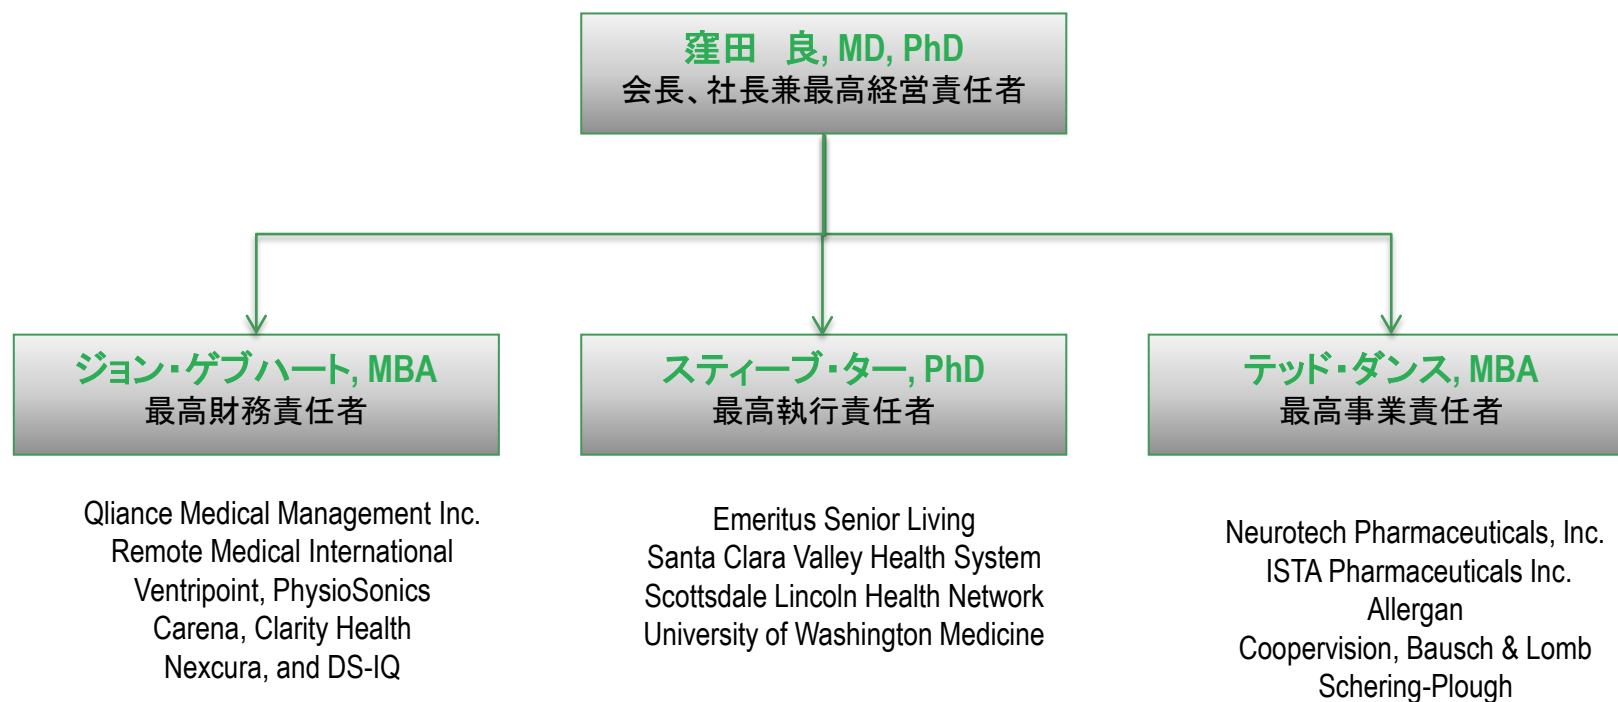 窪田　良, MD, PhD
会長、社長兼最高経営責任者
ジョン・ゲブハート, MBA
最高財務責任者
Qliance Medical Management Inc.
Remote Medical International
Ventripoint, PhysioSonics
Carena, Clarity Health
Nexcura, and DS-IQ
スティーブ・ター, PhD
最高執行責任者
Emeritus Senior Living
Santa Clara Valley Health System
Scottsdale Lincoln Health Network
University of Washington Medicine
テッド・ダンス, MBA
最高事業責任者
Neurotech Pharmaceuticals, Inc.
ISTA Pharmaceuticals Inc.
Allergan
Coopervision, Bausch & Lomb
Schering-Plough